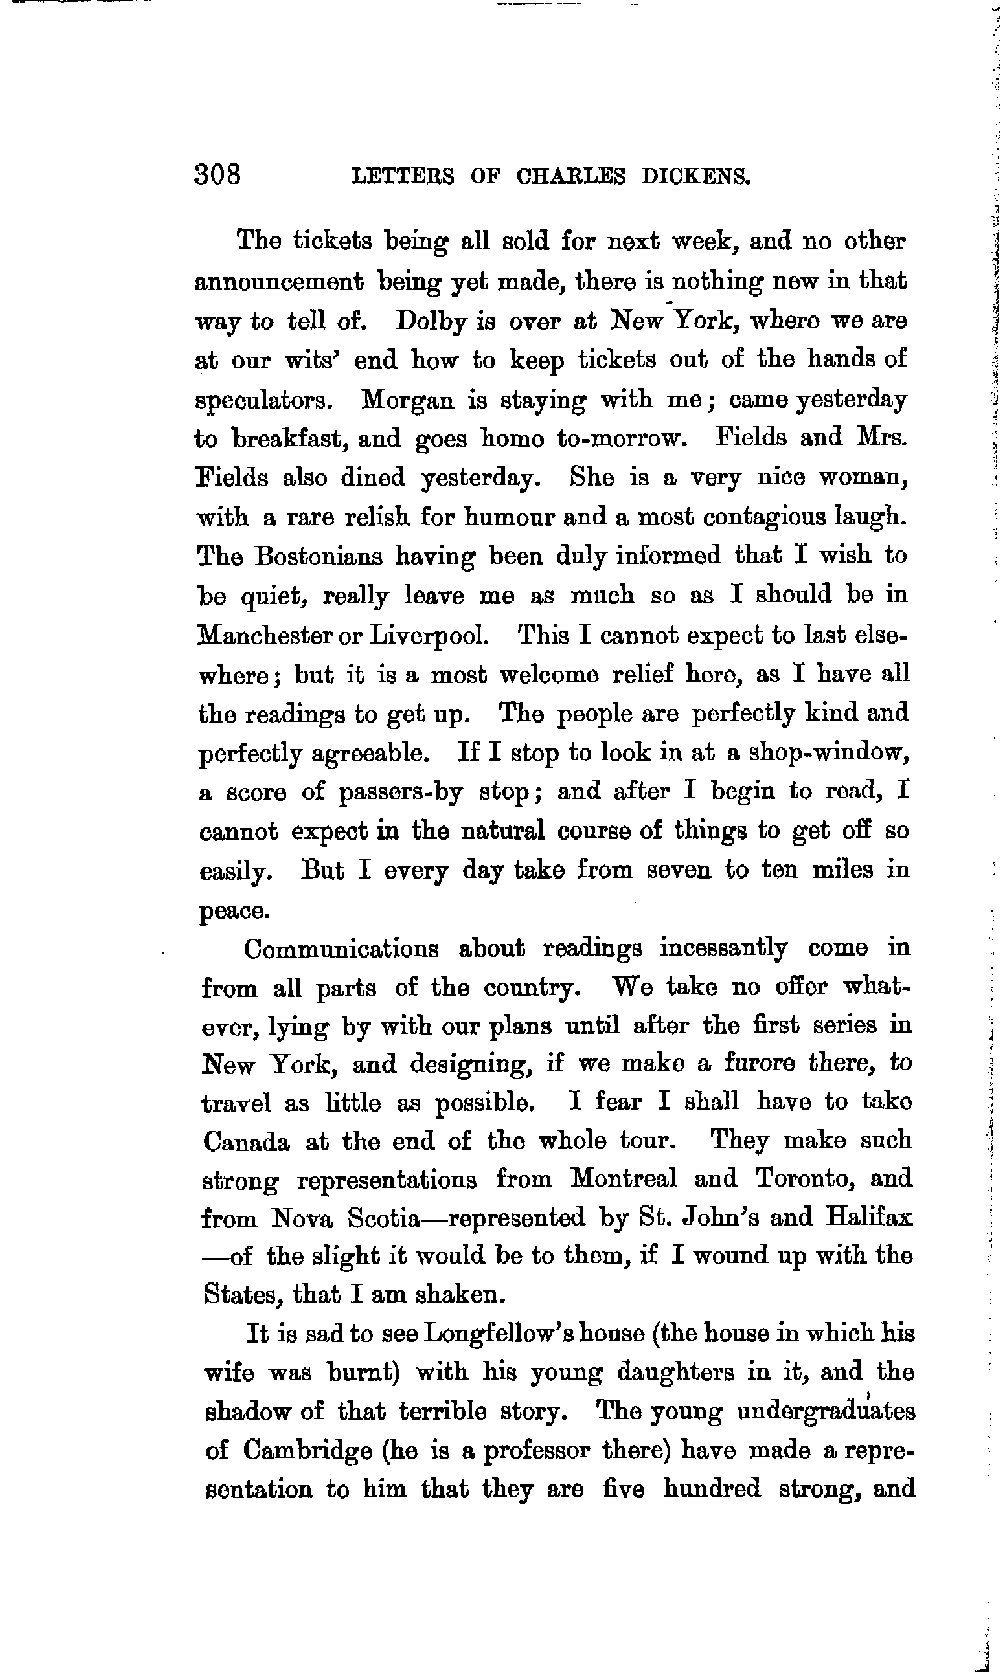 308 LETTERS OF CHARLES DICKENS.
The tickets being all sold for next week, and no other
announcement being yet made, there is nothing new in that
way to tell of. Dolby is over at New York, where we are
at our wits' end how to keep tickets out of the hands of
speculators. Morgan is staying with me; came yesterday
to breakfast, and goes home to-morrow. Fields and Mrs.
Fields also dined yesterday. She is a very nice woman,
with a rare relish for humour and a most contagious laugh.
The Bostonians having been duly informed that I wish to
be quiet, really leave me as much so as I should be in
Manchester or Liverpool. This I cannot expect to last else-
where; but it is a most welcome relief here, as I have all
the readings to get up. The people are perfectly kind and
perfectly agreeable. If I stop to look in at a shop-window,
a score of passers-by stop; and after I begin to read, I
cannot expect in the natural course of things to get off so
easily. But I every day take from seven to ten miles in
peace.
Communications about readings incessantly come in
from all parts of the country. We take no offer what-
ever, lying by with our plans until after the first series in
New York, and designing, if we make a furore there, to
travel as little as possible. I fear I shall have to take
Canada at the end of the whole tour. They make such
strong representations from Montreal and Toronto, and
from Nova Scotia—represented by St. John's and Halifax
—of the slight it would be to them, if I wound up with the
States, that I am shaken.
It is sad to see Longfellow's house (the house in which his
wife was burnt) with his young daughters in it, and the
shadow of that terrible story. The young undergraduates
of Cambridge (he is a professor there) have made a repre-
sentation to him that they are five hundred strong, and